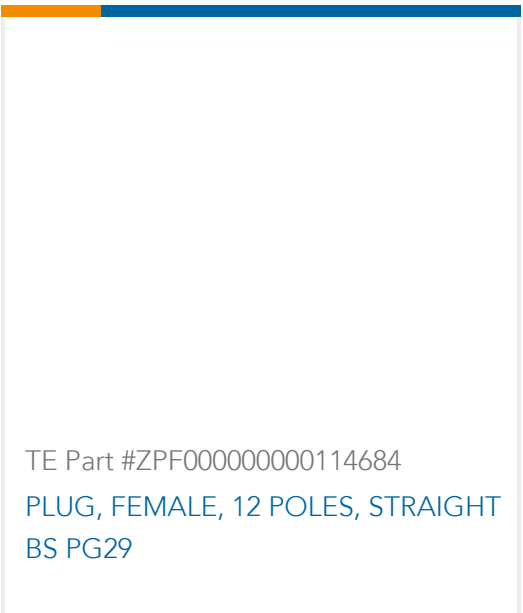 TE Part #ZPF000000000114684
PLUG, FEMALE, 12 POLES, STRAIGHT
BS PG29